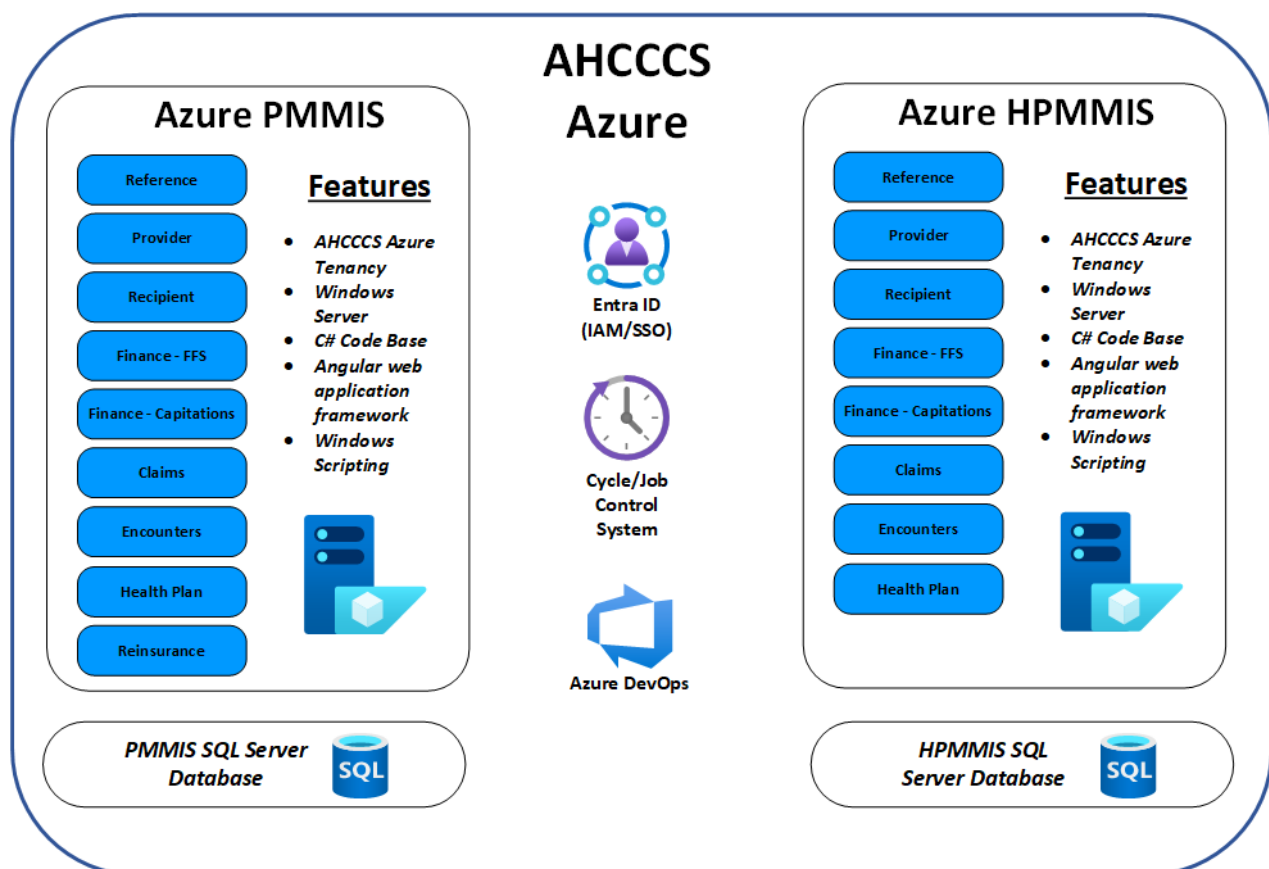 AHCCCS
Azure
Azure PMMIS
Reference
Provider
Recipient
Finance - FFS
Finance - Capitations
Claims
Encounters
Health Plan
Reinsurance
Features
• AHCCCS Azure
Tenancy
• Windows
Server
• C# Code Base
• Angular web
application
framework
• Windows
Scripting
PMMIS SQL Server
Database
SQL
Entra ID
(IAM/SSO)
Cycle/Job
Control
System
Azure DevOps
Azure HPMMIS
Reference
Provider
Recipient
Finance - FFS
Finance - Capitations
Claims
Encounters
Health Plan
Features
• AHCCCS Azure
Tenancy
• Windows
Server
• C# Code Base
• Angular web
application
framework
• Windows
Scripting
HPMMIS SQL
Server Database
SQL